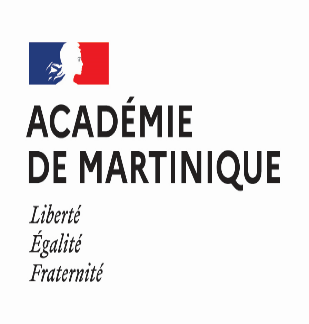 ACADÉMIE
DE MARTINIQUE
Liberté
Égalité
Fraternité